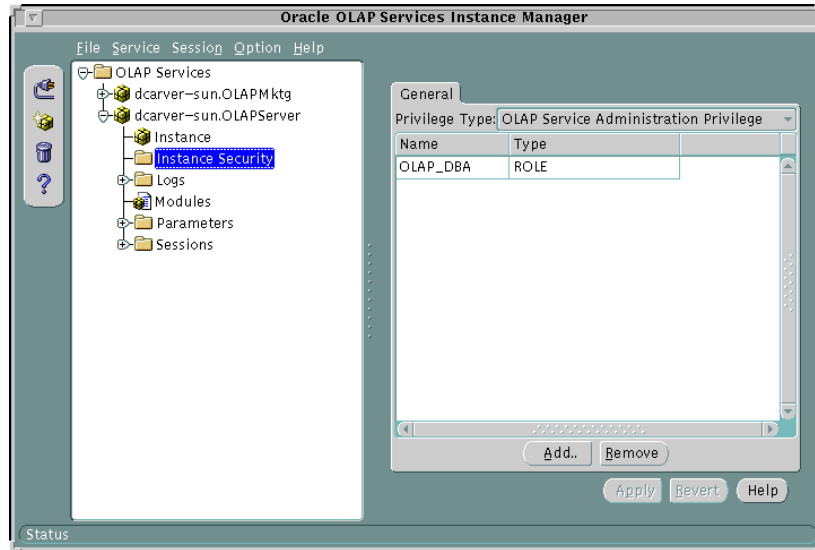 Oracle OLAP Services Instance Manager
File Service Session Option Help
OLAP Services
dcarver-sun.OLAPMktg
dcarver-sun.OLAPServer
Instance
Instance Security
Logs
Modules
Parameters
Sessions
General
Privilege Type: OLAP Service Administration Privilege
Name Type
OLAP_DBA ROLE
Add.. Remove
Apply Revert Help
Status